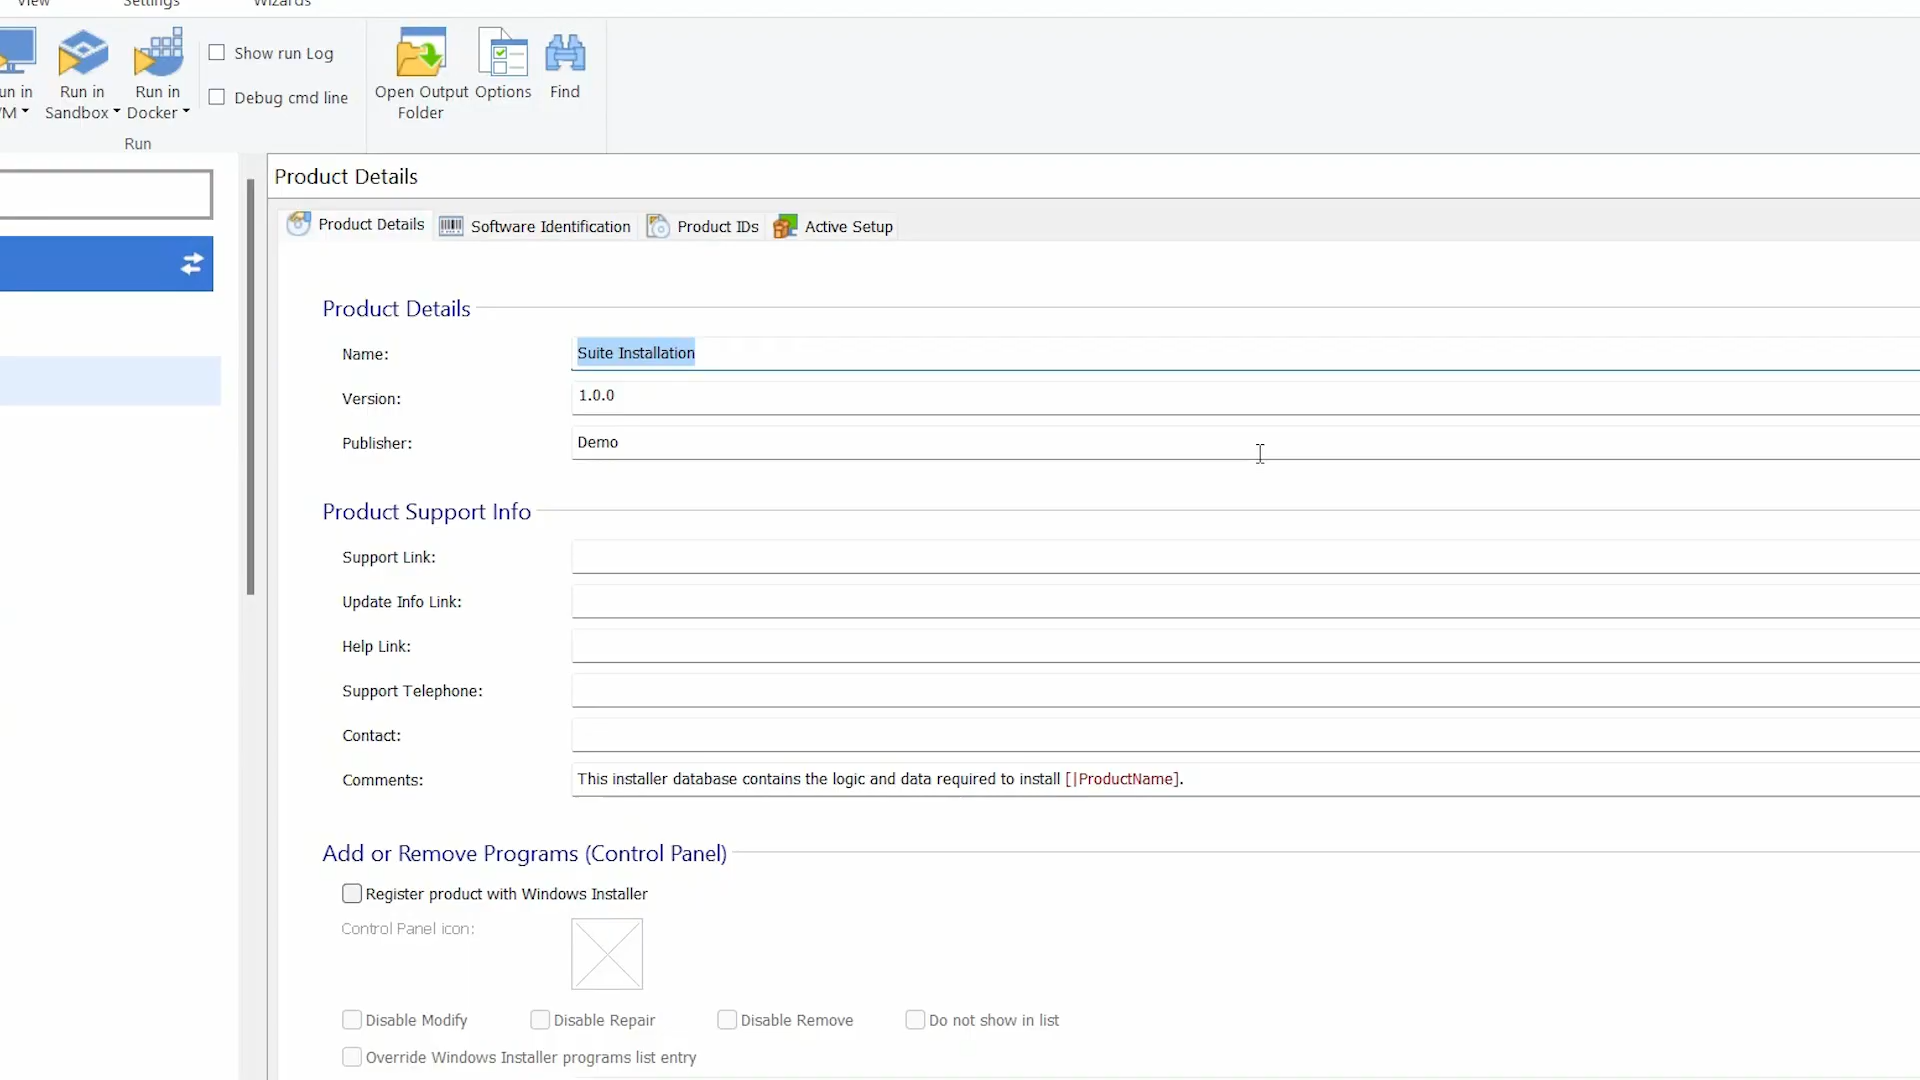 View Settings Wizards
Show run Log
Debug cmd line
Run in Sandbox
Run in Docker
Open Output Folder
Options
Find
Run
Product Details
Product Details Software Identification Product IDs Active Setup
Product Details
Name: Suite Installation
Version: 1.0.0
Publisher: Demo
Product Support Info
Support Link:
Update Info Link:
Help Link:
Support Telephone:
Contact:
Comments: This installer database contains the logic and data required to install [|ProductName].
Add or Remove Programs (Control Panel)
Register product with Windows Installer
Control Panel icon:
Disable Modify Disable Repair Disable Remove Do not show in list
Override Windows Installer programs list entry